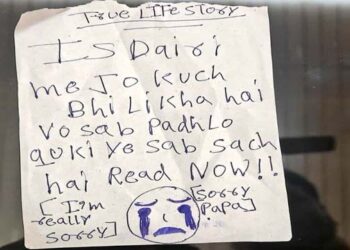 TRUE LIFE STORY
Is Dairi
me Jo Kuch
Bhi Likha hai
Vo sab Padhlo
quki ye sab sach
hai Read NOW!!
[I'm really sorry]
[sorry Papa]